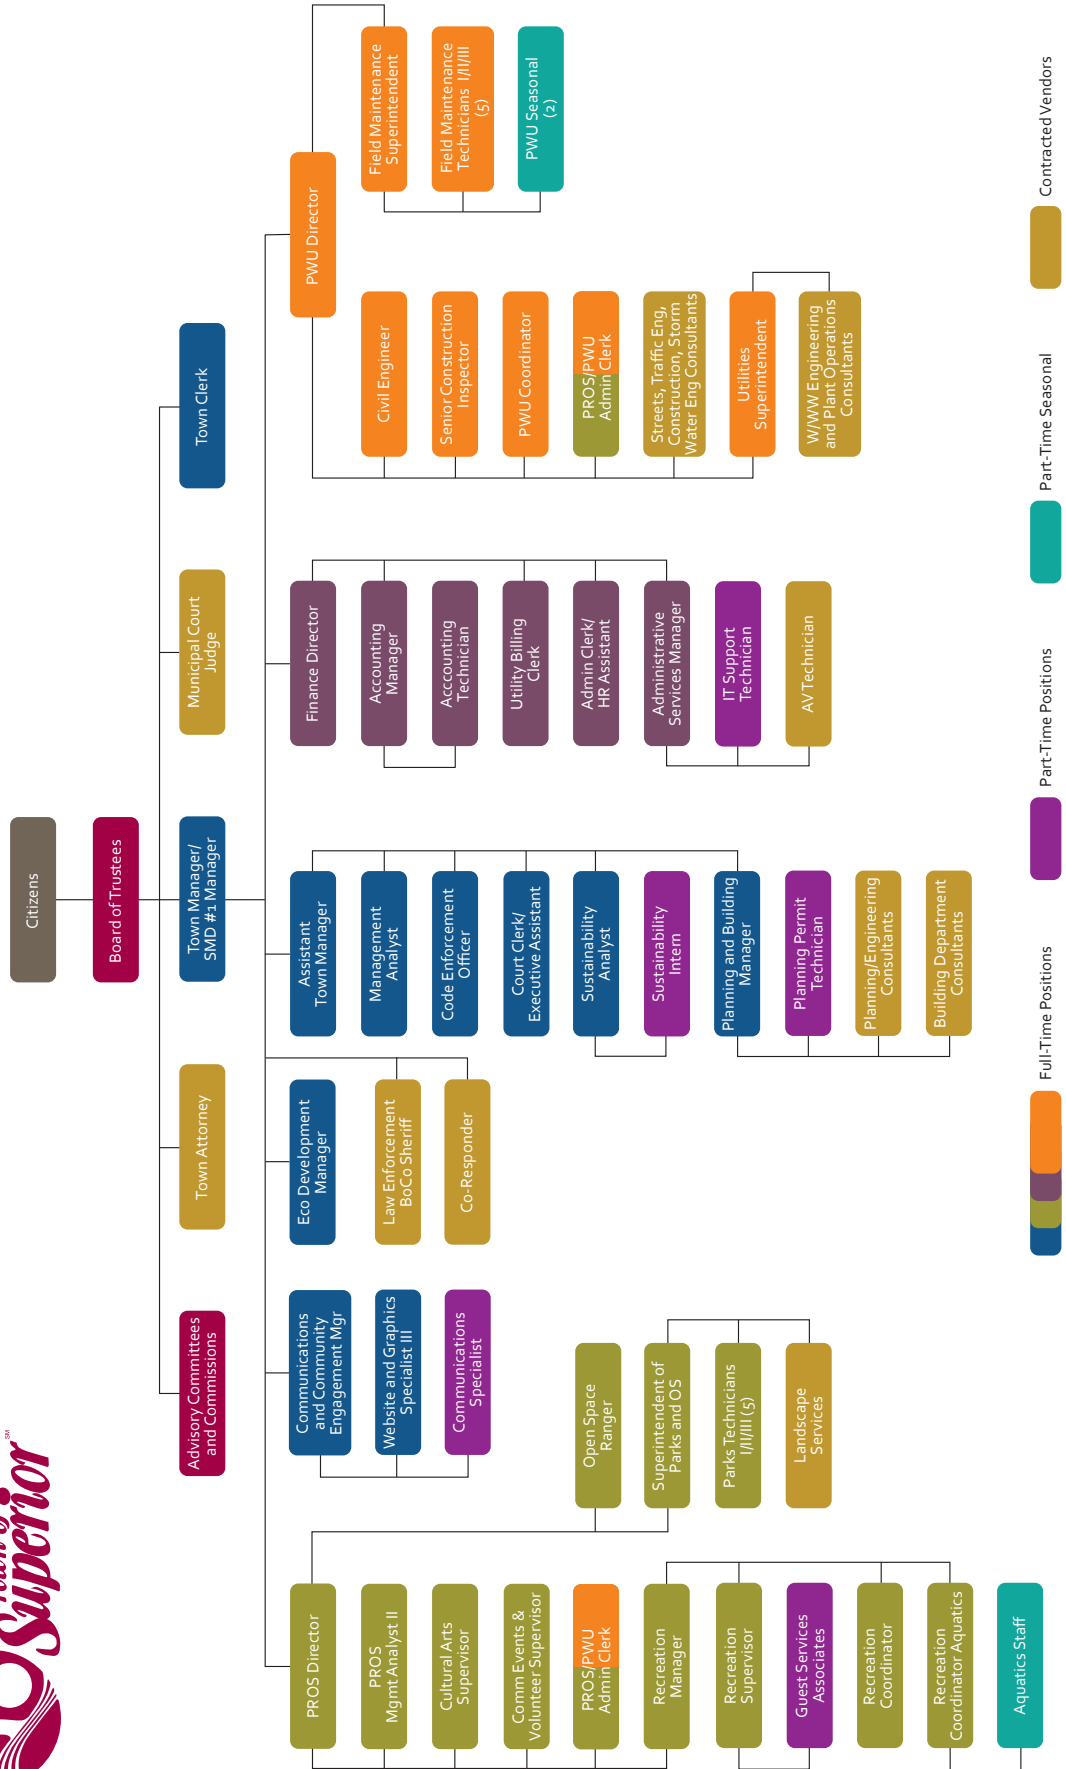 Town of
Superior
SM
Citizens
Board of Trustees
Advisory Committees
and Commissions
Town Attorney
Town Manager/
SMD #1 Manager
Municipal Court
Judge
Town Clerk
PROS Director
PROS
Mgmt Analyst II
Cultural Arts
Supervisor
Comm Events &
Volunteer Supervisor
PROS/PWU
Admin Clerk
Recreation
Manager
Recreation
Supervisor
Guest Services
Associates
Recreation
Coordinator
Recreation
Coordinator Aquatics
Aquatics Staff
Open Space
Ranger
Superintendent of
Parks and OS
Parks Technicians
I/II/III (5)
Landscape
Services
Communications
and Community
Engagement Mgr
Website and Graphics
Specialist III
Communications
Specialist
Eco Development
Manager
Law Enforcement
BoCo Sheriff
Co-Responder
Assistant
Town Manager
Management
Analyst
Code Enforcement
Officer
Court Clerk/
Executive Assistant
Sustainability
Analyst
Sustainability
Intern
Planning and Building
Manager
Planning Permit
Technician
Planning/Engineering
Consultants
Building Department
Consultants
Finance Director
Accounting
Manager
Acccounting
Technician
Utility Billing
Clerk
Admin Clerk/
HR Assistant
Administrative
Services Manager
IT Support
Technician
AV Technician
PWU Director
Civil Engineer
Senior Construction
Inspector
PWU Coordinator
PROS/PWU
Admin Clerk
Streets, Traffic Eng,
Construction, Storm
Water Eng Consultants
Utilities
Superintendent
W/WW Engineering
and Plant Operations
Consultants
Field Maintenance
Superintendent
Field Maintenance
Technicians I/II/III
(5)
PWU Seasonal
(2)
Full-Time Positions
Part-Time Positions
Part-Time Seasonal
Contracted Vendors